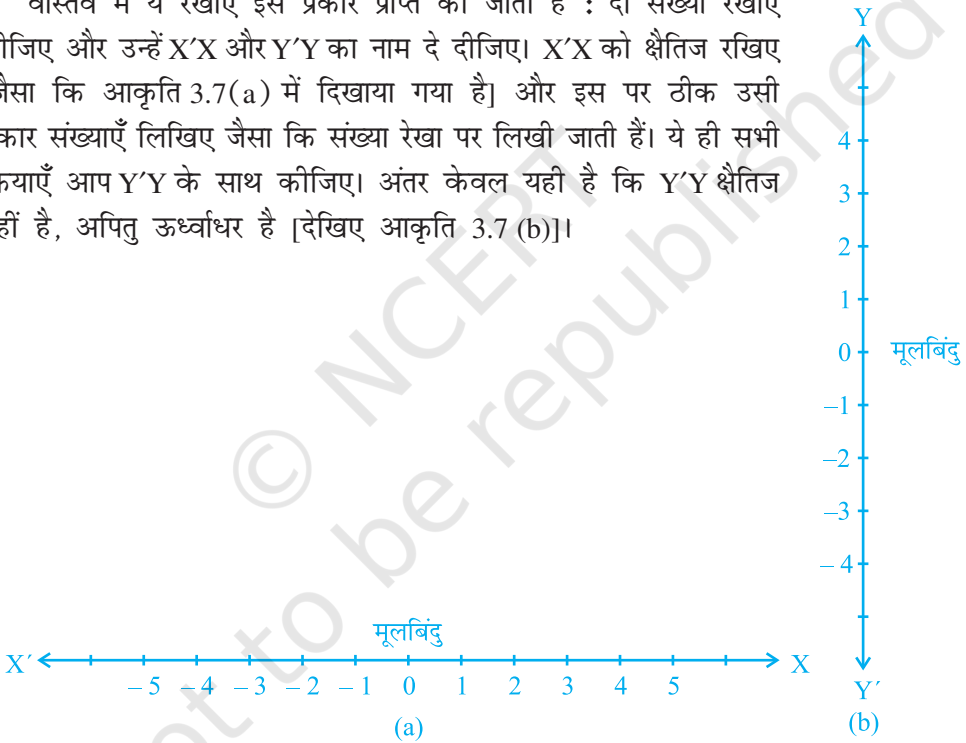 वास्तव में ये रेखाएँ इस प्रकार प्राप्त की जाती हैं : दो संख्या रेखाएँ
लीजिए और उन्हें X′X और Y′Y का नाम दे दीजिए। X′X को क्षैतिज रखिए
जैसा कि आकृति 3.7(a) में दिखाया गया है] और इस पर ठीक उसी
प्रकार संख्याएँ लिखिए जैसा कि संख्या रेखा पर लिखी जाती हैं। ये ही सभी
क्रियाएँ आप Y′Y के साथ कीजिए। अंतर केवल यही है कि Y′Y क्षैतिज
नहीं है, अपितु ऊर्ध्वाधर है [देखिए आकृति 3.7 (b)]।
Y
4
3
2
1
0 मूलबिंदु
–1
–2
–3
– 4
Y′
(b)
मूलबिंदु
X′ X
– 5 – 4 – 3 – 2 – 1 0 1 2 3 4 5
(a)
© NCERT
not to be republished